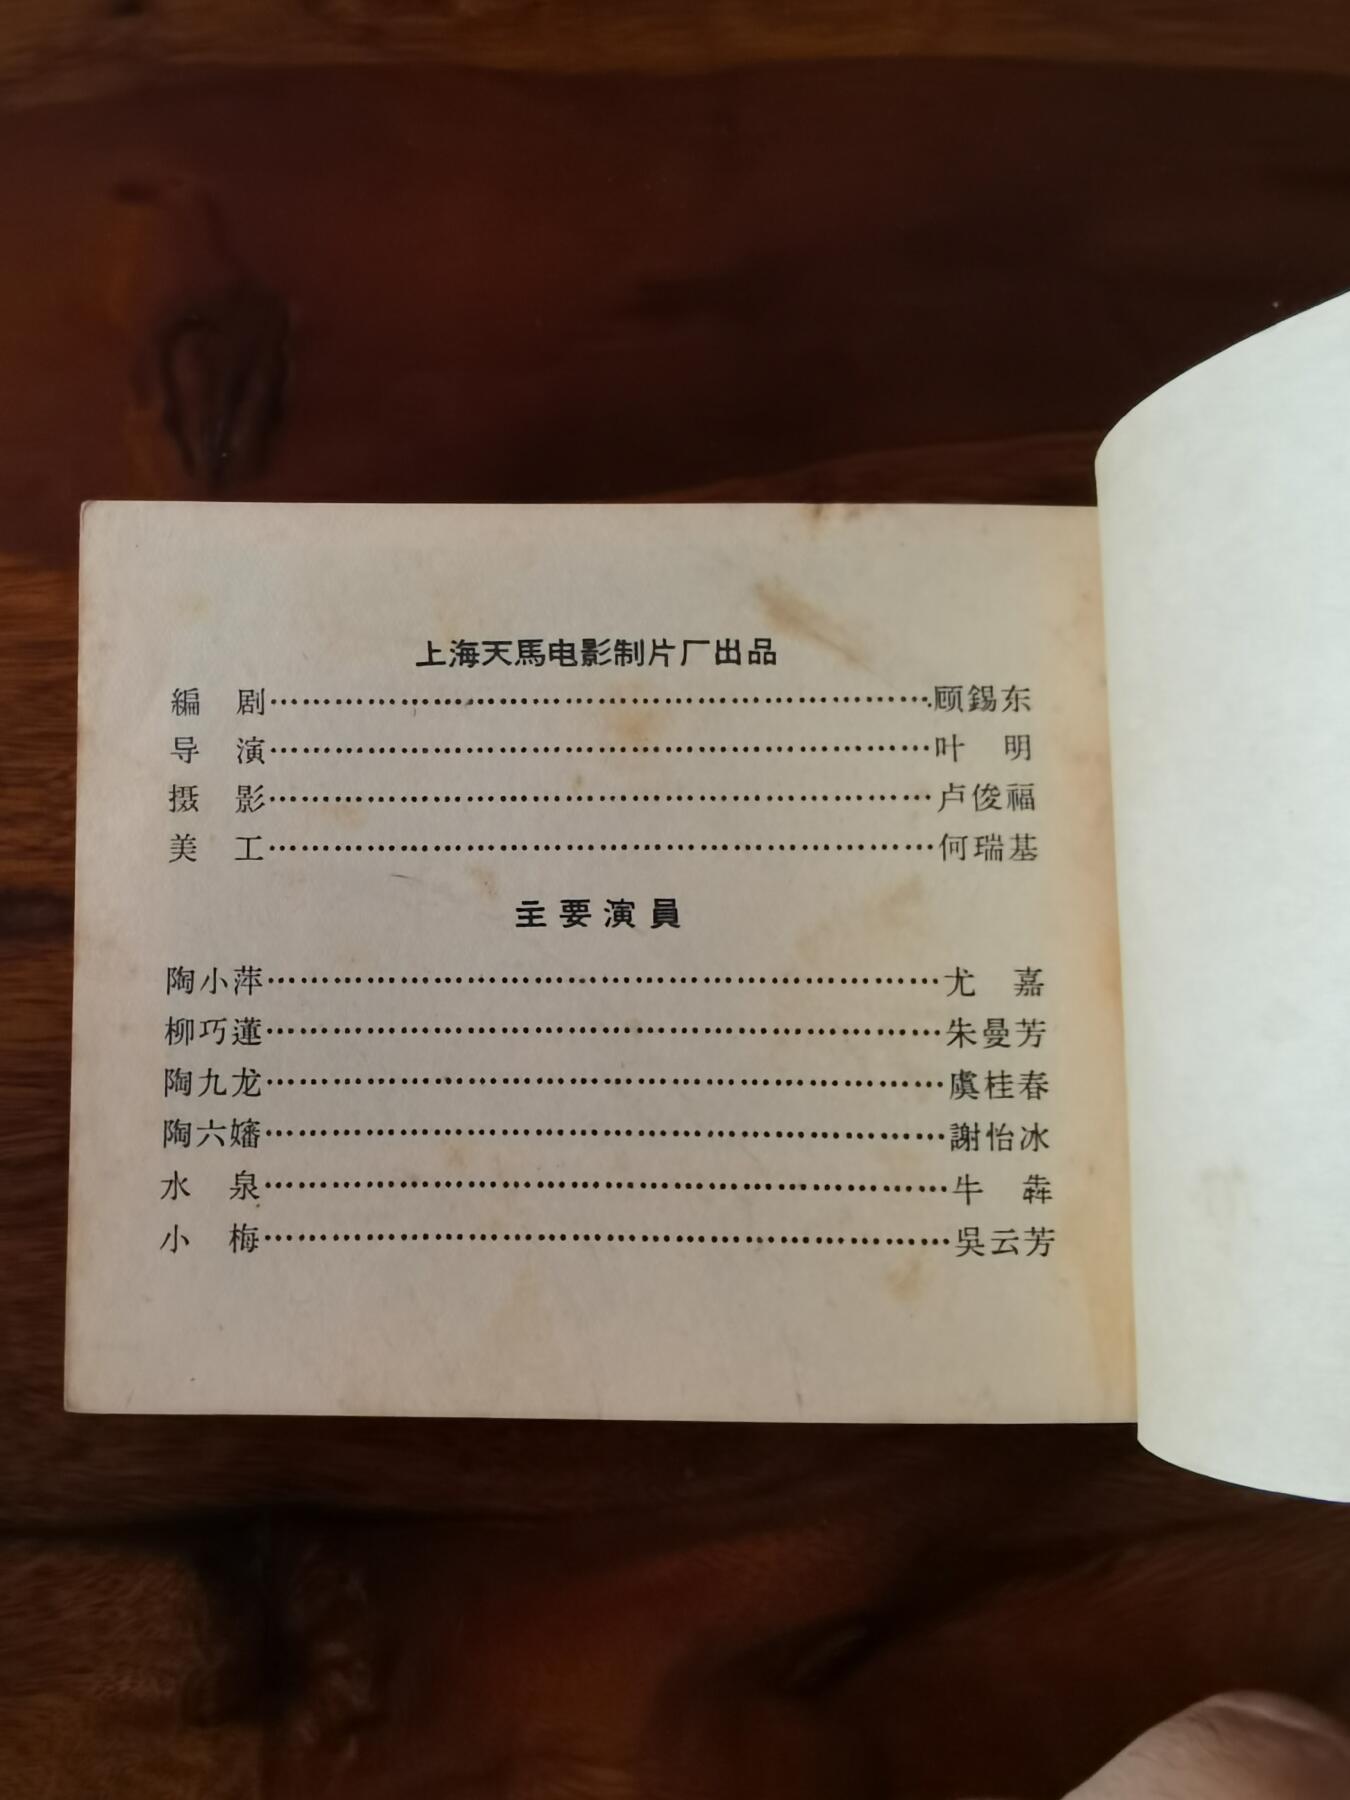 上海天馬电影制片厂出品
編　剧……………………………………………………顾錫东
导　演……………………………………………………叶　明
摄　影……………………………………………………卢俊福
美　工……………………………………………………何瑞基
主要演員
陶小萍……………………………………………………尤　嘉
柳巧蓮……………………………………………………朱曼芳
陶九龙……………………………………………………虞桂春
陶六嬸……………………………………………………謝怡冰
水　泉……………………………………………………牛　犇
小　梅……………………………………………………吳云芳